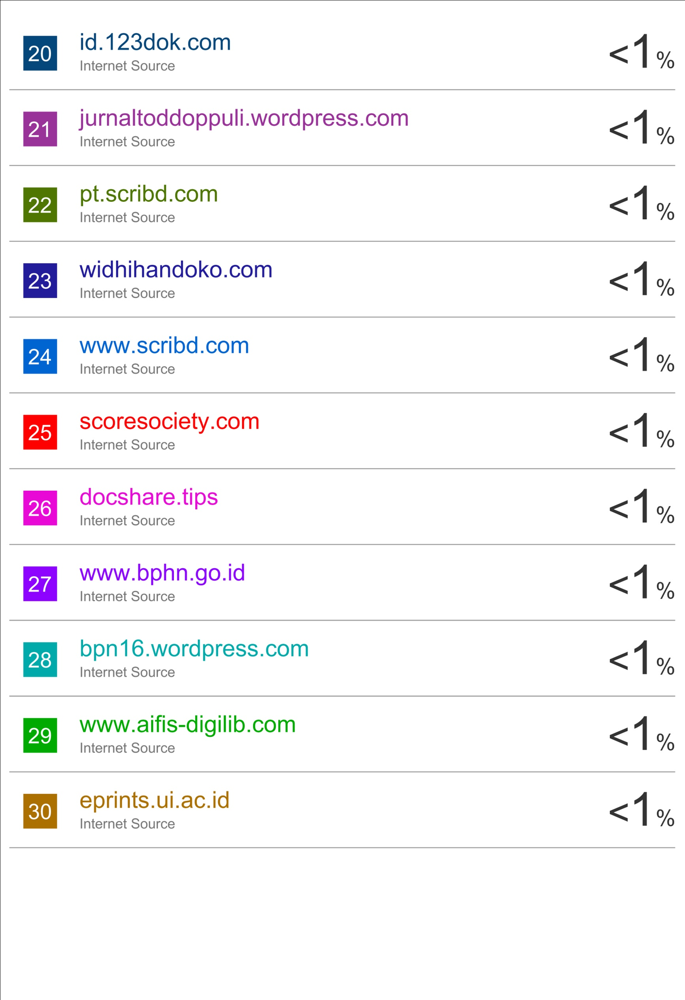 20 id.123dok.com <1%
Internet Source
21 jurnaltoddoppuli.wordpress.com <1%
Internet Source
22 pt.scribd.com <1%
Internet Source
23 widhihandoko.com <1%
Internet Source
24 www.scribd.com <1%
Internet Source
25 scoresociety.com <1%
Internet Source
26 docshare.tips <1%
Internet Source
27 www.bphn.go.id <1%
Internet Source
28 bpn16.wordpress.com <1%
Internet Source
29 www.aifis-digilib.com <1%
Internet Source
30 eprints.ui.ac.id <1%
Internet Source